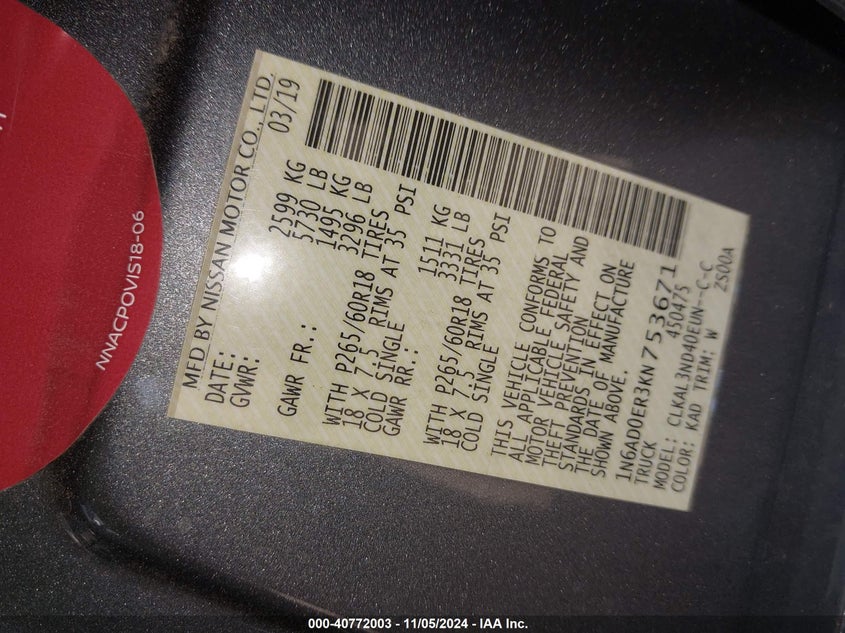 MFD BY NISSAN MOTOR CO., LTD.
DATE: 03/19
GVWR: 2599 KG
5730 LB
GAWR FR.: 1495 KG
3296 LB
WITH P265/60R18 TIRES
18 X 7.5 RIMS AT 35 PSI
COLD SINGLE
GAWR RR.: 1511 KG
3331 LB
WITH P265/60R18 TIRES
18 X 7.5 RIMS AT 35 PSI
COLD SINGLE
THIS VEHICLE CONFORMS TO
ALL APPLICABLE FEDERAL
MOTOR VEHICLE SAFETY AND
THEFT PREVENTION
STANDARDS IN EFFECT ON
THE DATE OF MANUFACTURE
SHOWN ABOVE.
1N6AD0ER3KN753671
TRUCK 450475
MODEL: CLKAL3ND4DEUN--C-C
COLOR: KAD TRIM: W ZS00A
NNACPOVIS18-06
000-40772003 - 11/05/2024 - IAA Inc.